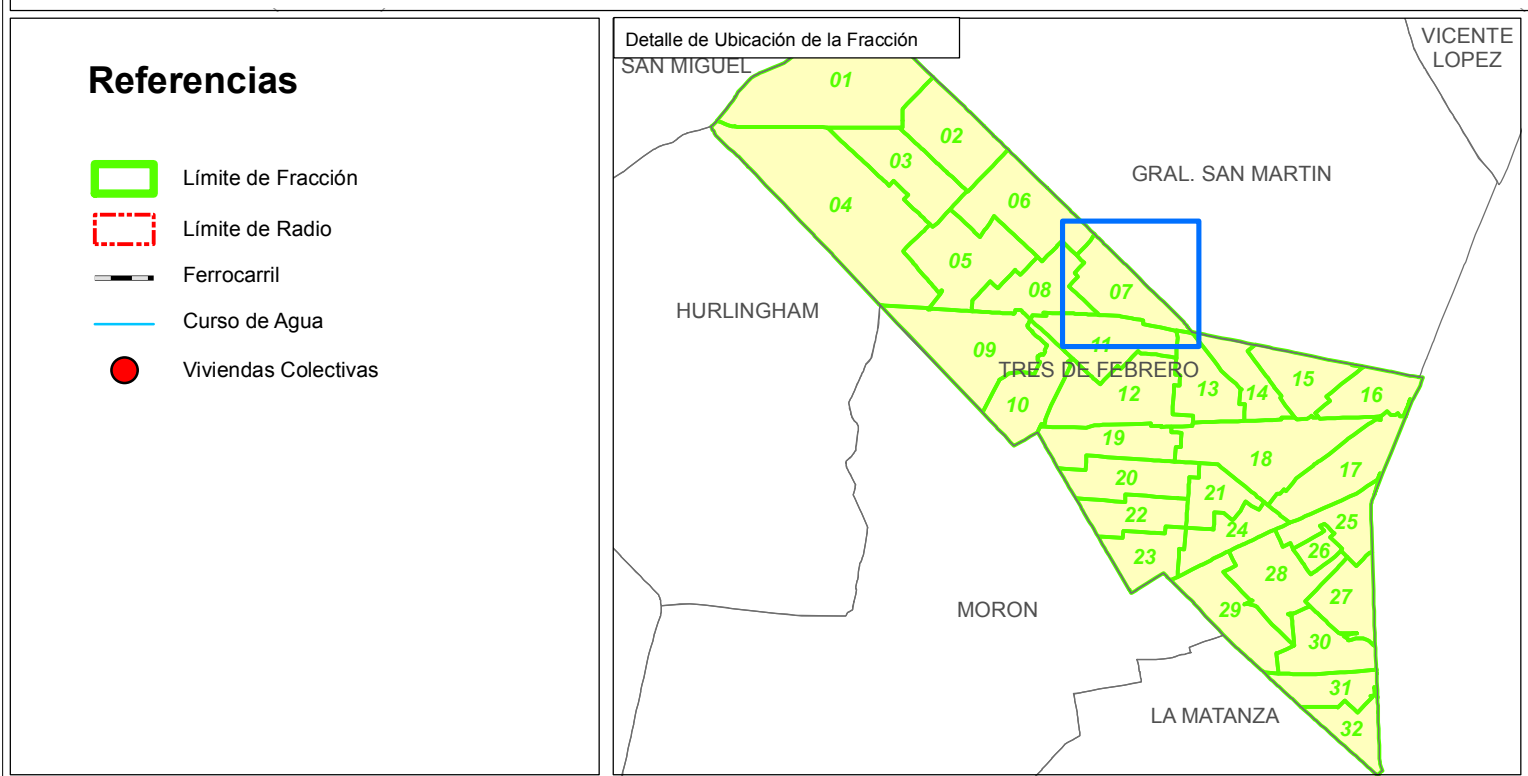 Referencias
Límite de Fracción
Límite de Radio
Ferrocarril
Curso de Agua
Viviendas Colectivas
Detalle de Ubicación de la Fracción
SAN MIGUEL
VICENTE
LOPEZ
01
02
03
GRAL. SAN MARTIN
04
06
05
08
07
HURLINGHAM
09
11
TRES DE FEBRERO
10
12
13
14
15
16
19
18
17
20
21
22
24
25
23
26
28
27
MORON
29
30
31
LA MATANZA
32